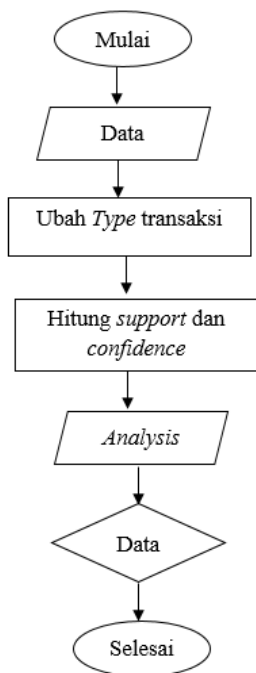 Mulai
Data
Ubah Type transaksi
Hitung support dan
confidence
Analysis
Data
Selesai